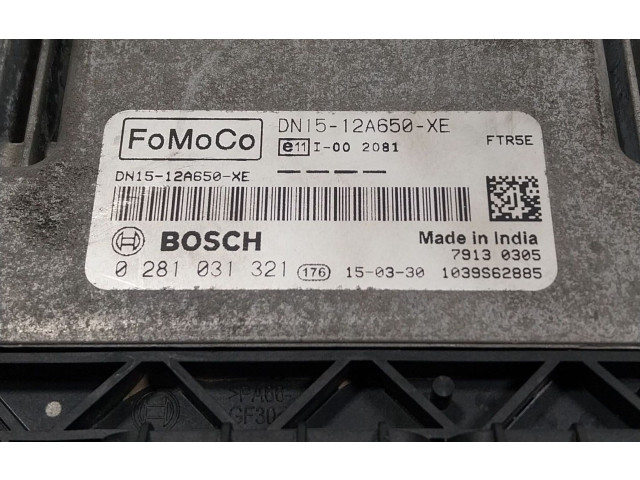 FoMoCo
DN15-12A650-XE
FTR5E
e11 I-00 2081
DN15-12A650-XE
BOSCH
Made in India
7913 0305
0 281 031 321 176 15-03-30 1039S62885
>PA66-
GF30